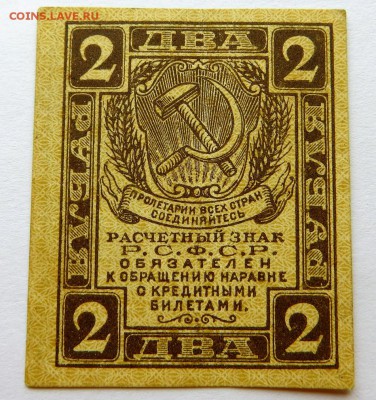 COINS.LAVE.RU
2 ДВА 2
РУБЛЯ
РУБЛЯ
ПРОЛЕТАРИИ ВСЕХ СТРАН
СОЕДИНЯЙТЕСЬ
РАСЧЕТНЫЙ ЗНАК
Р.С.Ф.С.Р.
ОБЯЗАТЕЛЕН
К ОБРАЩЕНИЮ НАРАВНЕ
С КРЕДИТНЫМИ
БИЛЕТАМИ.
2 ДВА 2